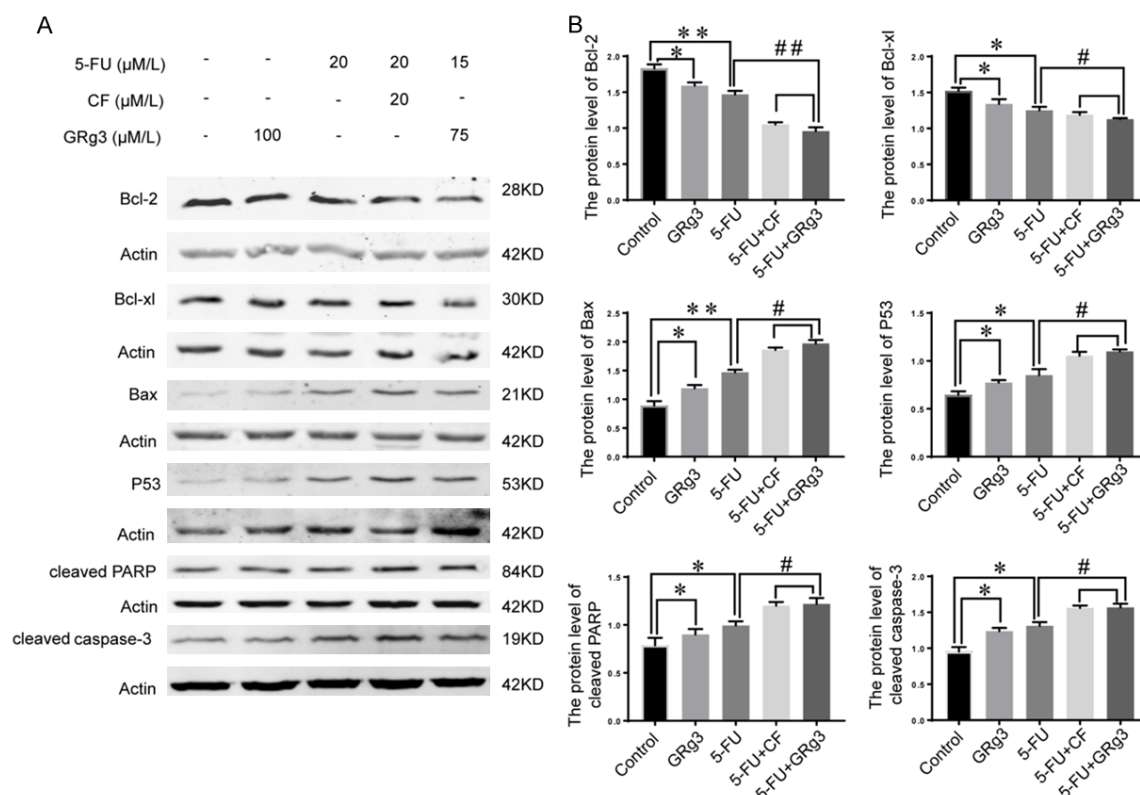 A
5-FU (μM/L) - - 20 20 15
CF (μM/L) - - - 20 -
GRg3 (μM/L) - 100 - - 75
Bcl-2 28KD
Actin 42KD
Bcl-xl 30KD
Actin 42KD
Bax 21KD
Actin 42KD
P53 53KD
Actin 42KD
cleaved PARP 84KD
Actin 42KD
cleaved caspase-3 19KD
Actin 42KD
B
The protein level of Bcl-2
2.0
1.5
1.0
0.5
0.0
* *
*
# #
Control
GRg3
5-FU
5-FU+CF
5-FU+GRg3
The protein level of Bcl-xl
2.0
1.5
1.0
0.5
0.0
*
*
#
Control
GRg3
5-FU
5-FU+CF
5-FU+GRg3
The protein level of Bax
2.5
2.0
1.5
1.0
0.5
0.0
* *
*
#
Control
GRg3
5-FU
5-FU+CF
5-FU+GRg3
The protein level of P53
1.5
1.0
0.5
0.0
*
*
#
Control
GRg3
5-FU
5-FU+CF
5-FU+GRg3
The protein level of
cleaved PARP
1.5
1.0
0.5
0.0
*
*
#
Control
GRg3
5-FU
5-FU+CF
5-FU+GRg3
The protein level of
cleaved caspase-3
2.0
1.5
1.0
0.5
0.0
*
*
#
Control
GRg3
5-FU
5-FU+CF
5-FU+GRg3